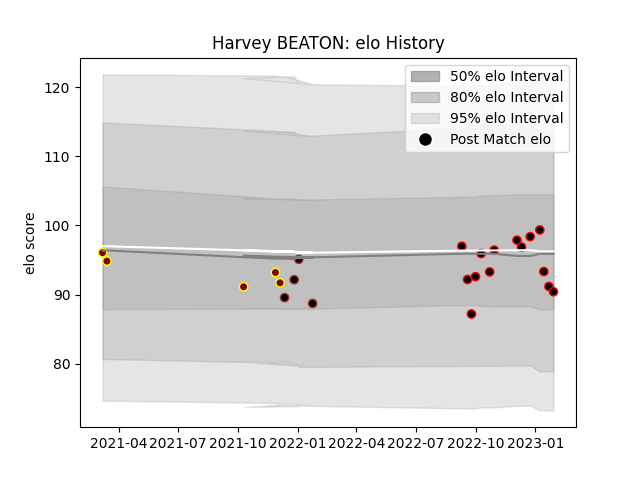 Harvey BEATON: elo History
50% elo Interval
80% elo Interval
95% elo Interval
Post Match elo
elo score
120
110
100
90
80
2021-04 2021-07 2021-10 2022-01 2022-04 2022-07 2022-10 2023-01